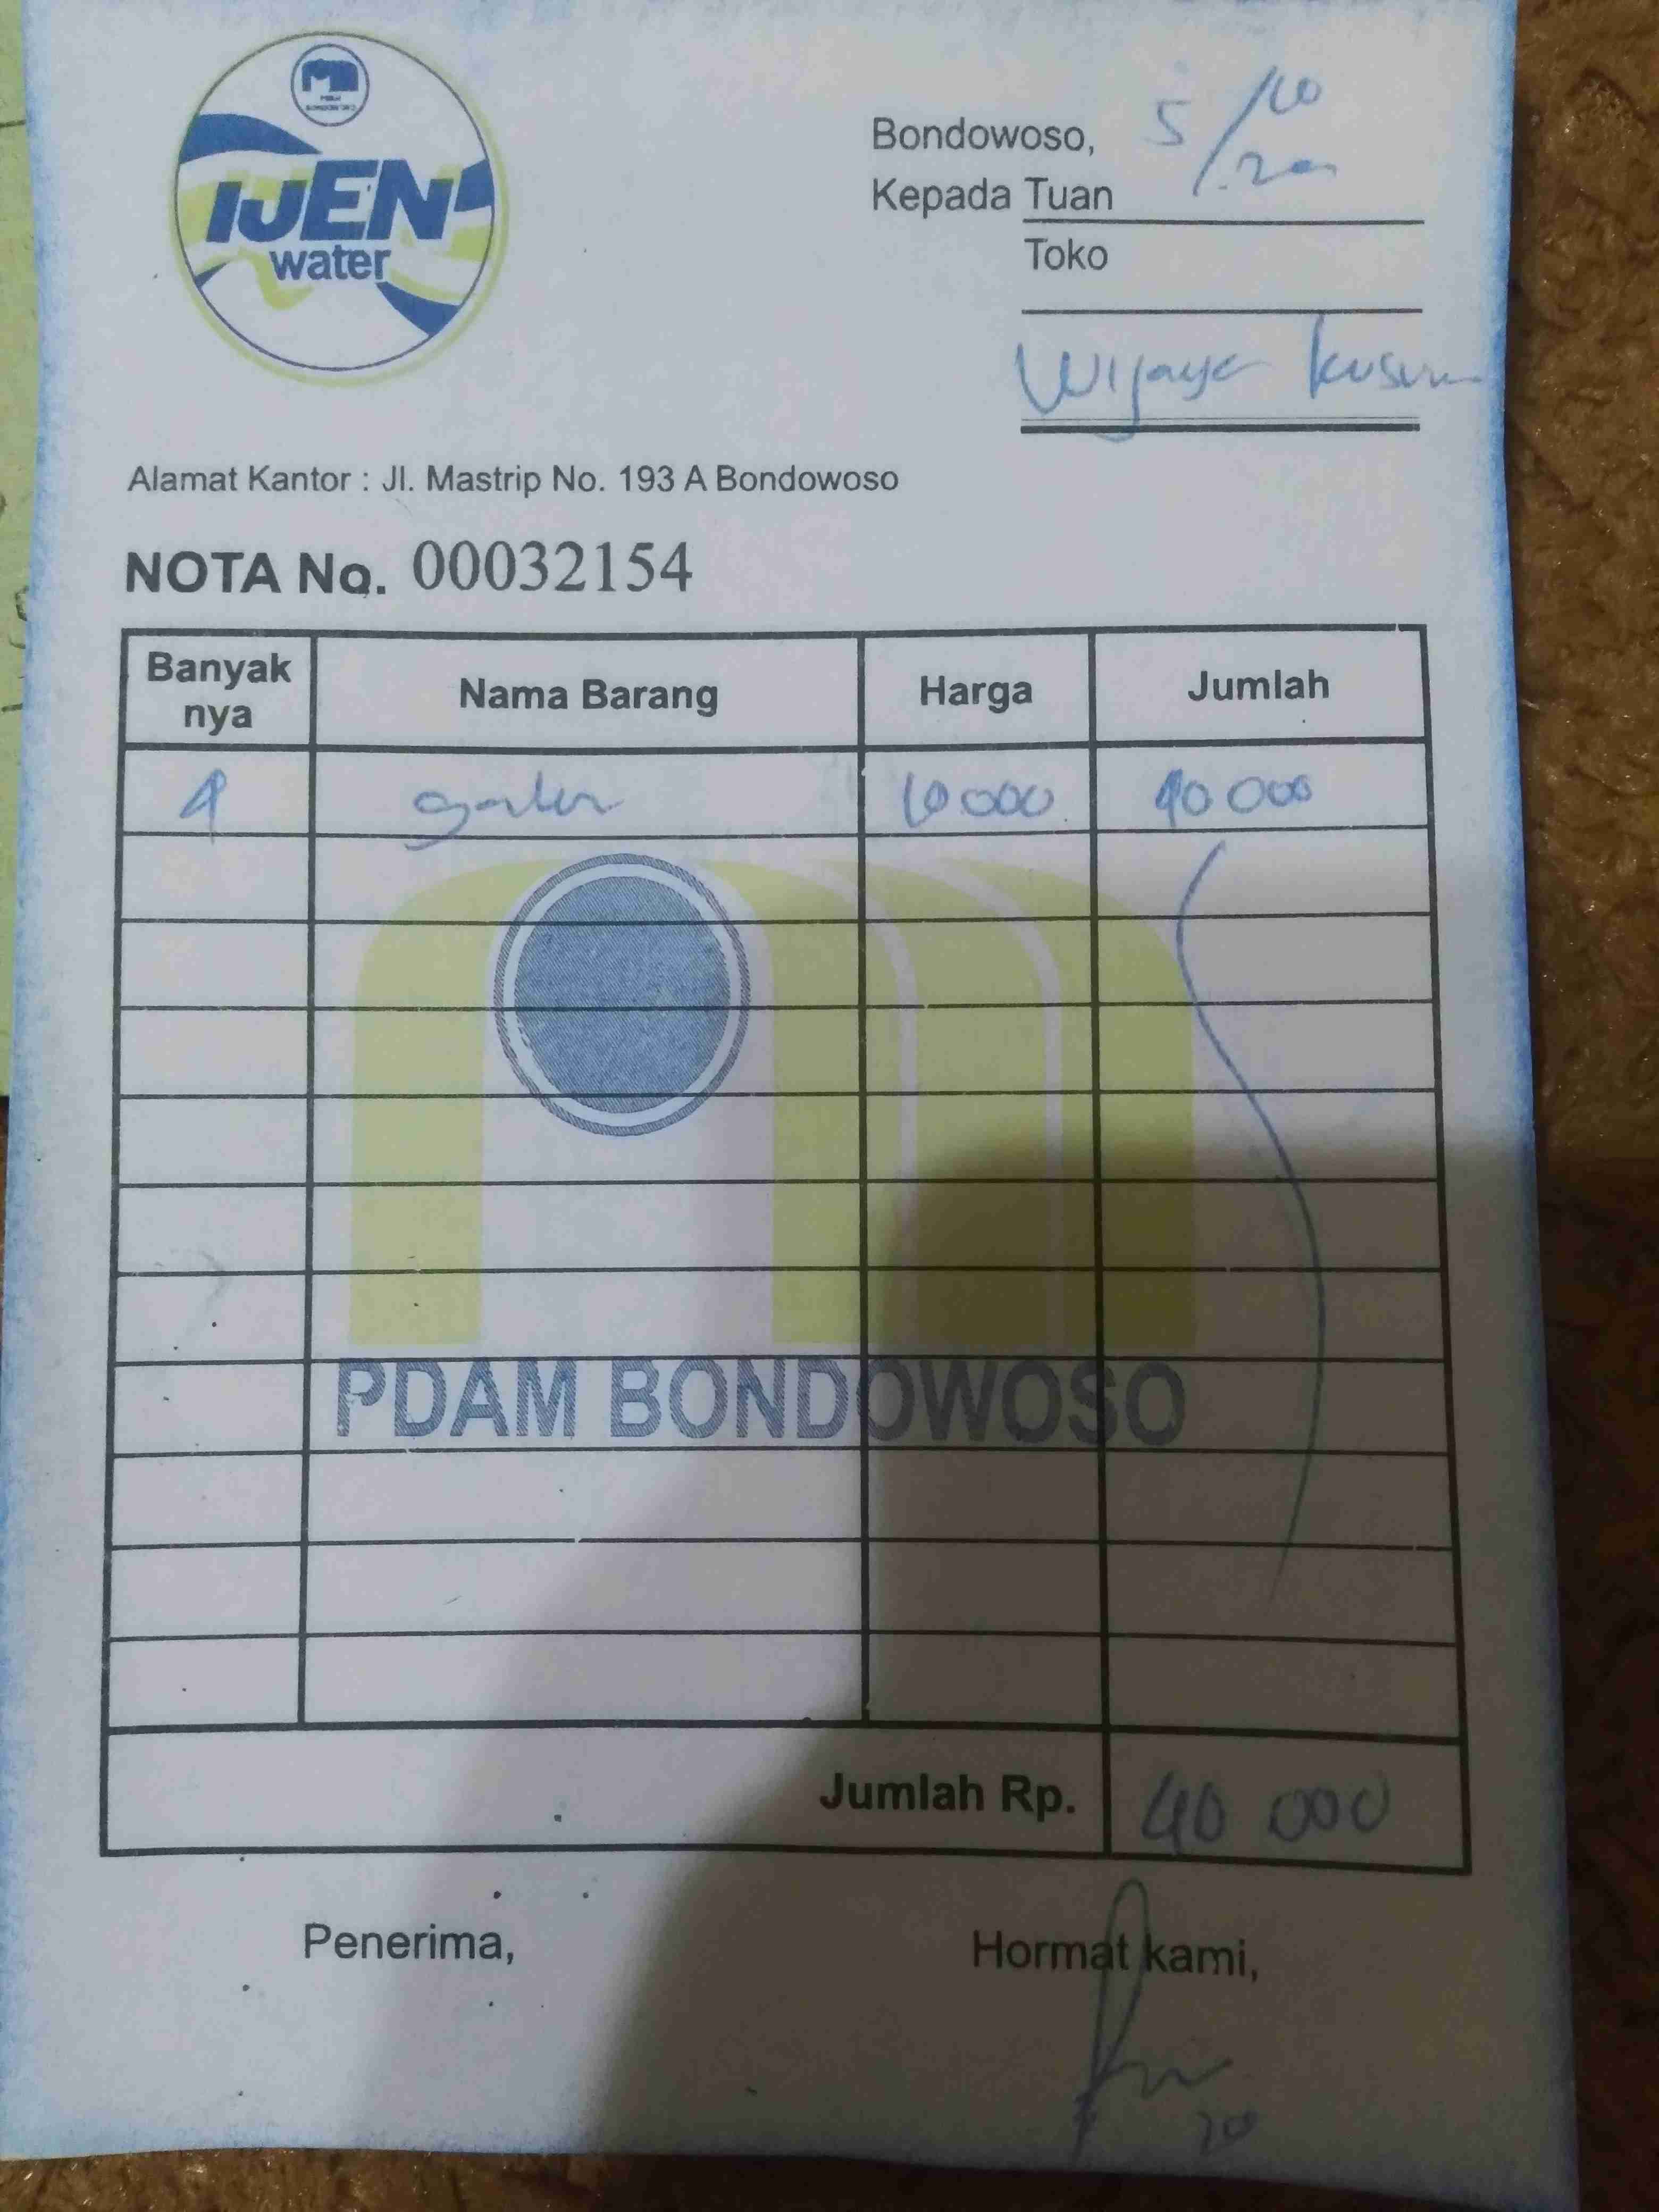 PDAM
BONDOWOSO
IJEN
water
Bondowoso, 5/10
Kepada Tuan
Toko
Wijaya Kusuma
Alamat Kantor : Jl. Mastrip No. 193 A Bondowoso
NOTA No. 00032154
Banyak nya Nama Barang Harga Jumlah
4 galon 10 000 40 000
PDAM BONDOWOSO
Jumlah Rp. 40 000
Penerima, Hormat kami,